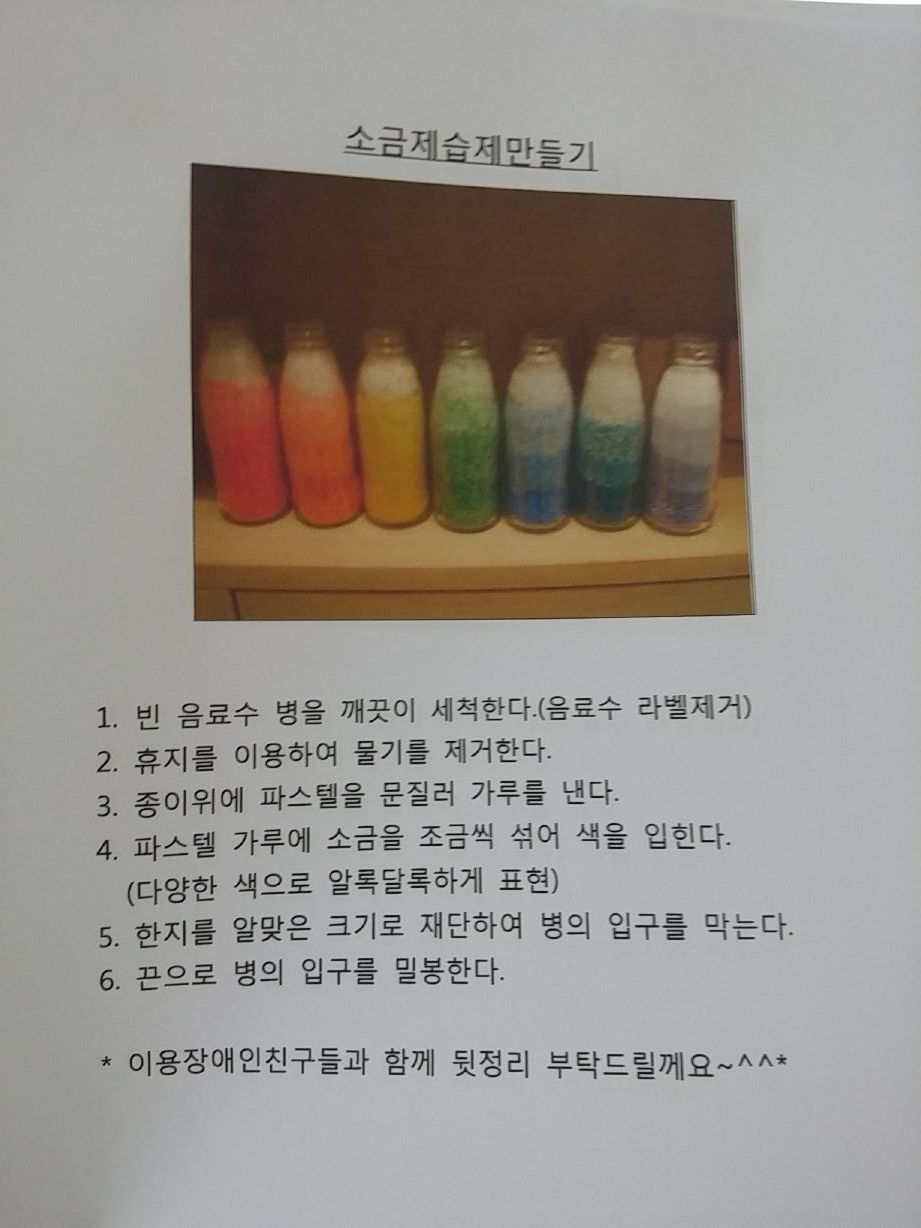 소금제습제만들기
1. 빈 음료수 병을 깨끗이 세척한다.(음료수 라벨제거)
2. 휴지를 이용하여 물기를 제거한다.
3. 종이위에 파스텔을 문질러 가루를 낸다.
4. 파스텔 가루에 소금을 조금씩 섞어 색을 입힌다.
(다양한 색으로 알록달록하게 표현)
5. 한지를 알맞은 크기로 재단하여 병의 입구를 막는다.
6. 끈으로 병의 입구를 밀봉한다.
* 이용장애인친구들과 함께 뒷정리 부탁드릴께요~^^*